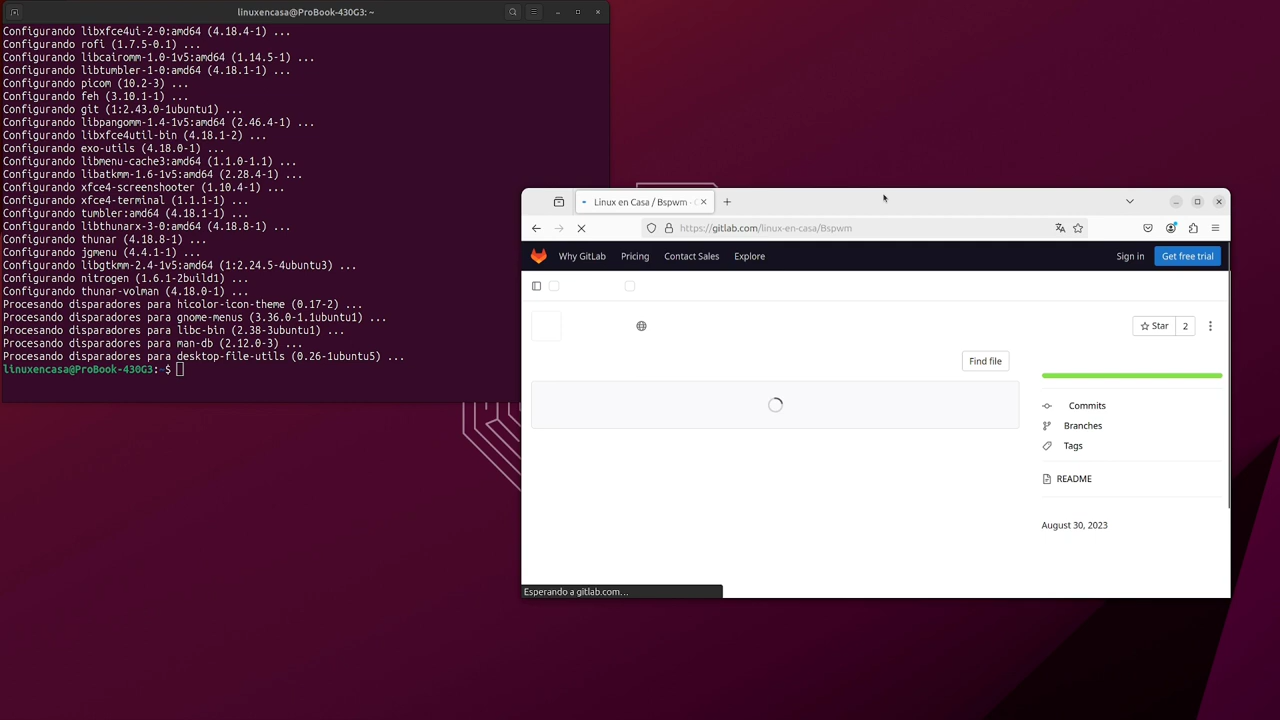 linuxencasa@ProBook-430G3: ~
Configurando libxfce4ui-2-0:amd64 (4.18.4-1) ...
Configurando rofi (1.7.5-0.1) ...
Configurando libcairomm-1.0-1v5:amd64 (1.14.5-1) ...
Configurando libtumbler-1-0:amd64 (4.18.1-1) ...
Configurando picom (10.2-3) ...
Configurando feh (3.10.1-1) ...
Configurando git (1:2.43.0-1ubuntu1) ...
Configurando libpangomm-1.4-1v5:amd64 (2.46.4-1) ...
Configurando libxfce4util-bin (4.18.1-2) ...
Configurando exo-utils (4.18.0-1) ...
Configurando libmenu-cache3:amd64 (1.1.0-1.1) ...
Configurando libatkmm-1.6-1v5:amd64 (2.28.4-1) ...
Configurando xfce4-screenshooter (1.10.4-1) ...
Configurando xfce4-terminal (1.1.1-1) ...
Configurando tumbler:amd64 (4.18.1-1) ...
Configurando libthunarx-3-0:amd64 (4.18.8-1) ...
Configurando thunar (4.18.8-1) ...
Configurando jgmenu (4.4.1-1) ...
Configurando libgtkmm-2.4-1v5:amd64 (1:2.24.5-4ubuntu3) ...
Configurando nitrogen (1.6.1-2build1) ...
Configurando thunar-volman (4.18.0-1) ...
Procesando disparadores para hicolor-icon-theme (0.17-2) ...
Procesando disparadores para gnome-menus (3.36.0-1.1ubuntu1) ...
Procesando disparadores para libc-bin (2.38-3ubuntu1) ...
Procesando disparadores para man-db (2.12.0-3) ...
Procesando disparadores para desktop-file-utils (0.26-1ubuntu5) ...
linuxencasa@ProBook-430G3:~$
Linux en Casa / Bspwm
https://gitlab.com/linux-en-casa/Bspwm
Why GitLab Pricing Contact Sales Explore Sign in Get free trial
Star 2
Find file
Commits
Branches
Tags
README
August 30, 2023
Esperando a gitlab.com...